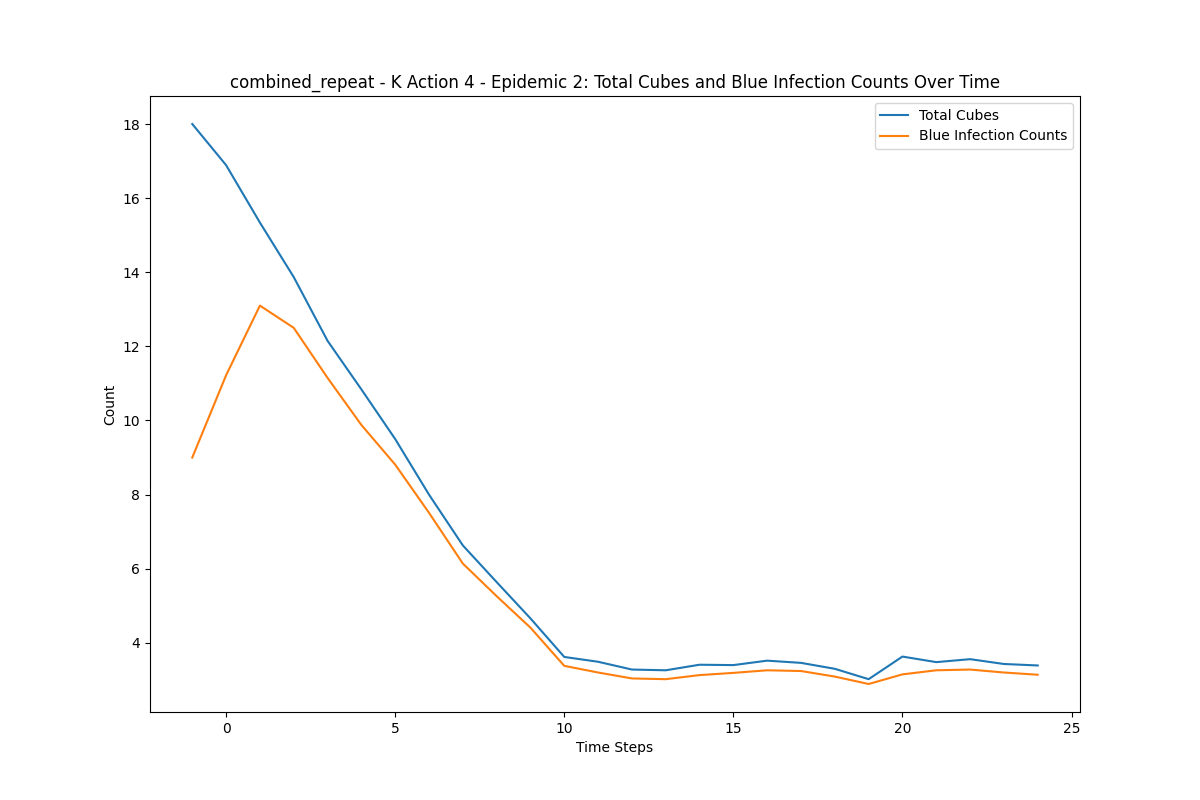 combined_repeat - K Action 4 - Epidemic 2: Total Cubes and Blue Infection Counts Over Time
Total Cubes
Blue Infection Counts
18
16
14
12
10
8
6
4
Count
0
5
10
15
20
25
Time Steps